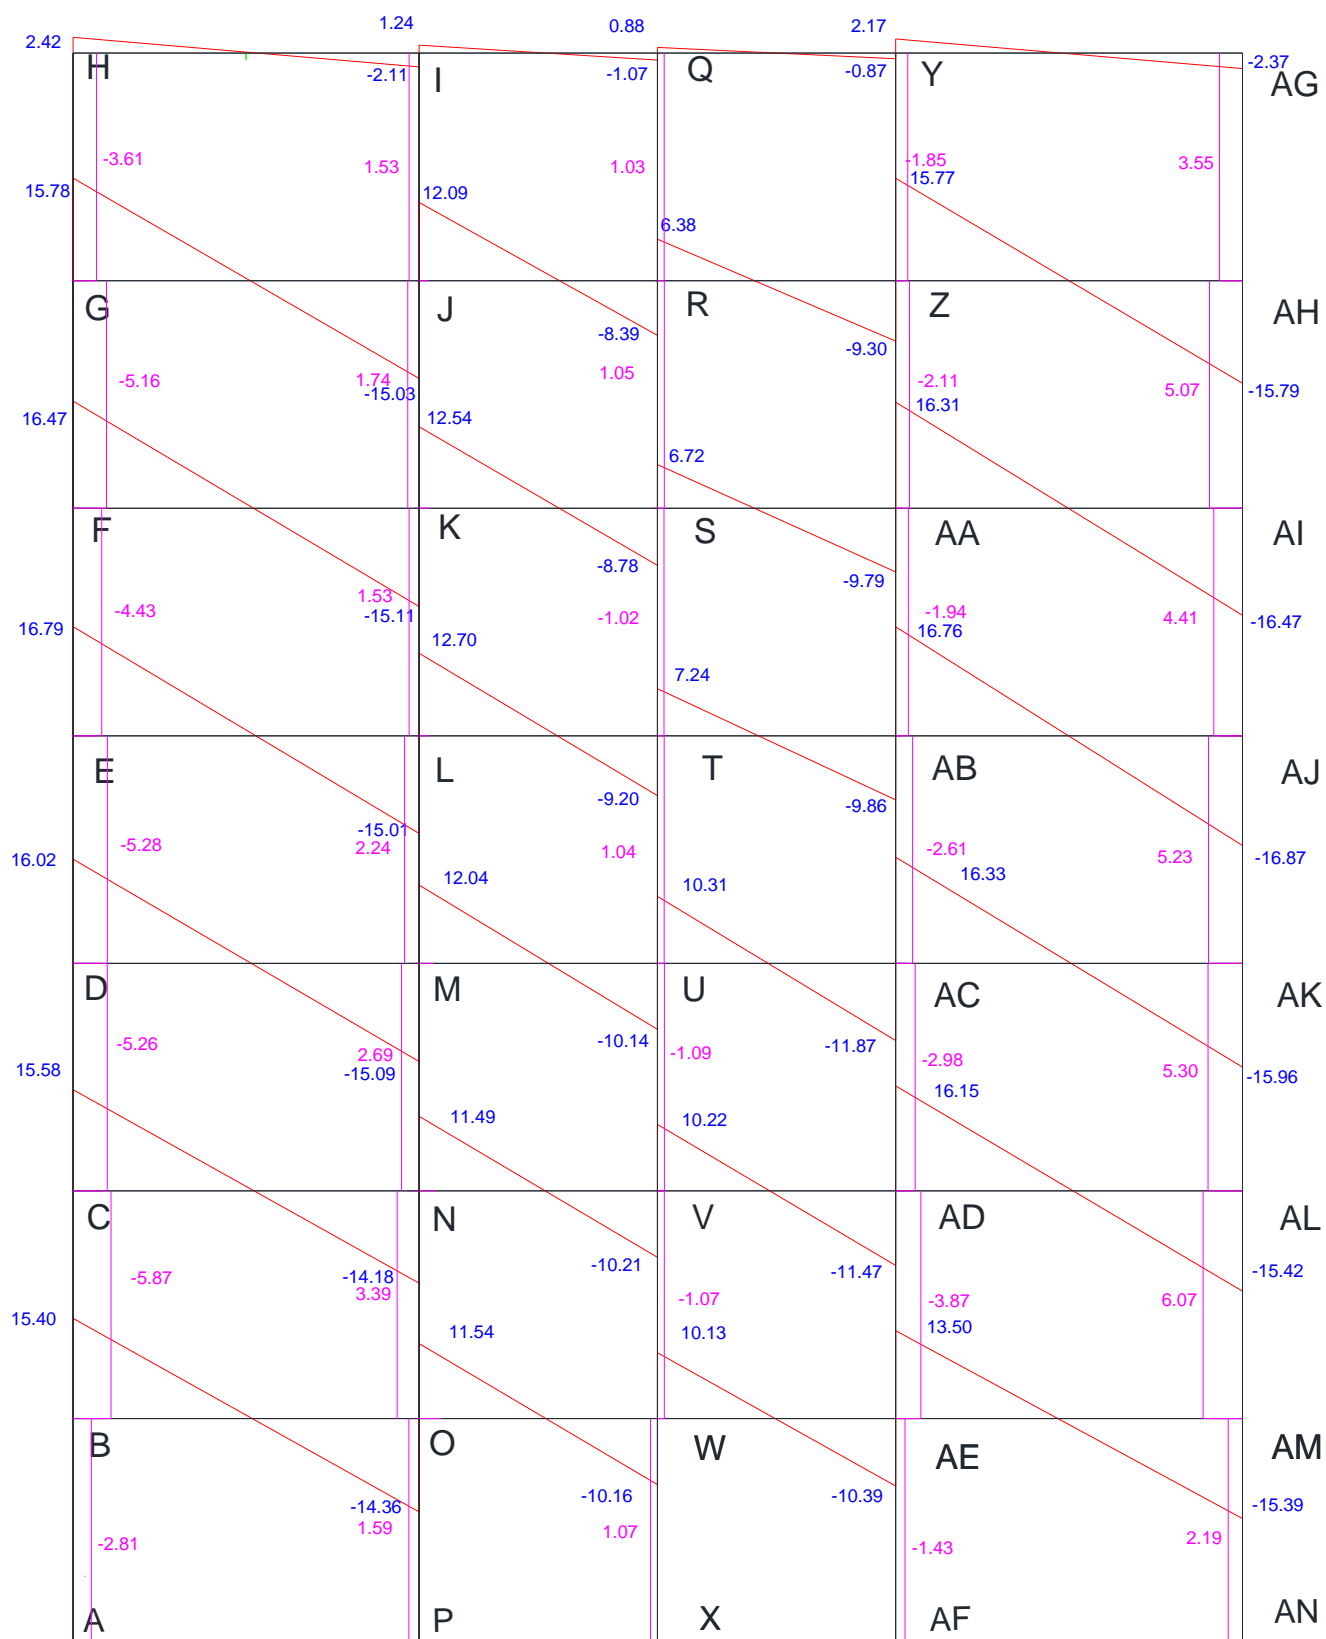 1.24 0.88 2.17
2.42
H -2.11 I -1.07 Q -0.87 Y -2.37 AG
-3.61 1.53 1.03 -1.85 3.55
15.78 12.09 6.38 15.77
G J -8.39 R -9.30 Z AH
-5.16 1.74 1.05 -2.11 5.07 -15.79
16.47 -15.03 12.54 6.72 16.31
F K -8.78 S -9.79 AA AI
-4.43 1.53 -1.02 -1.94 4.41 -16.47
16.79 -15.11 12.70 7.24 16.76
E L -9.20 T -9.86 AB AJ
-15.01
-5.28 2.24 1.04 -2.61 5.23 -16.87
16.02 12.04 10.31 16.33
D M U AC AK
-5.26 2.69 -10.14 -1.09 -11.87 -2.98 5.30
15.58 -15.09 11.49 10.22 16.15 -15.96
C N V AD AL
-5.87 -14.18 -10.21 -11.47 -15.42
3.39 -1.07 -3.87 6.07
15.40 11.54 10.13 13.50
B O W AE AM
-14.36 -10.16 -10.39 -15.39
-2.81 1.59 1.07 -1.43 2.19
A P X AF AN